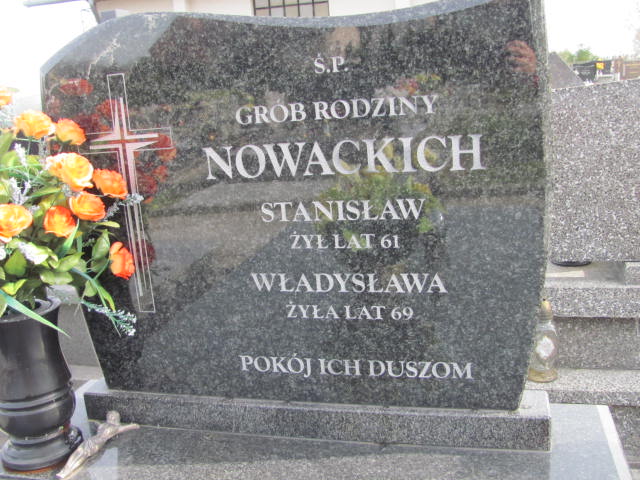 Ś.P.
GRÓB RODZINY
NOWACKICH
STANISŁAW
ŻYŁ LAT 61
WŁADYSŁAWA
ŻYŁA LAT 69
POKÓJ ICH DUSZOM